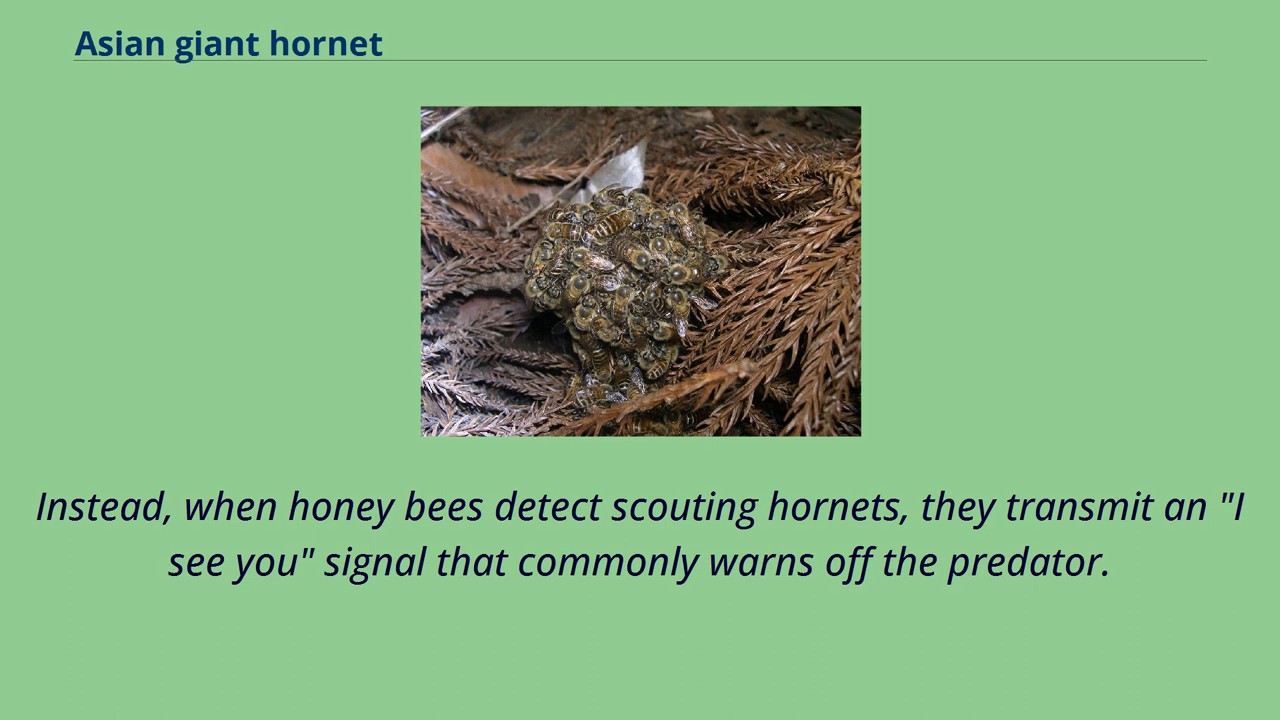 Asian giant hornet
Instead, when honey bees detect scouting hornets, they transmit an "I
see you" signal that commonly warns off the predator.